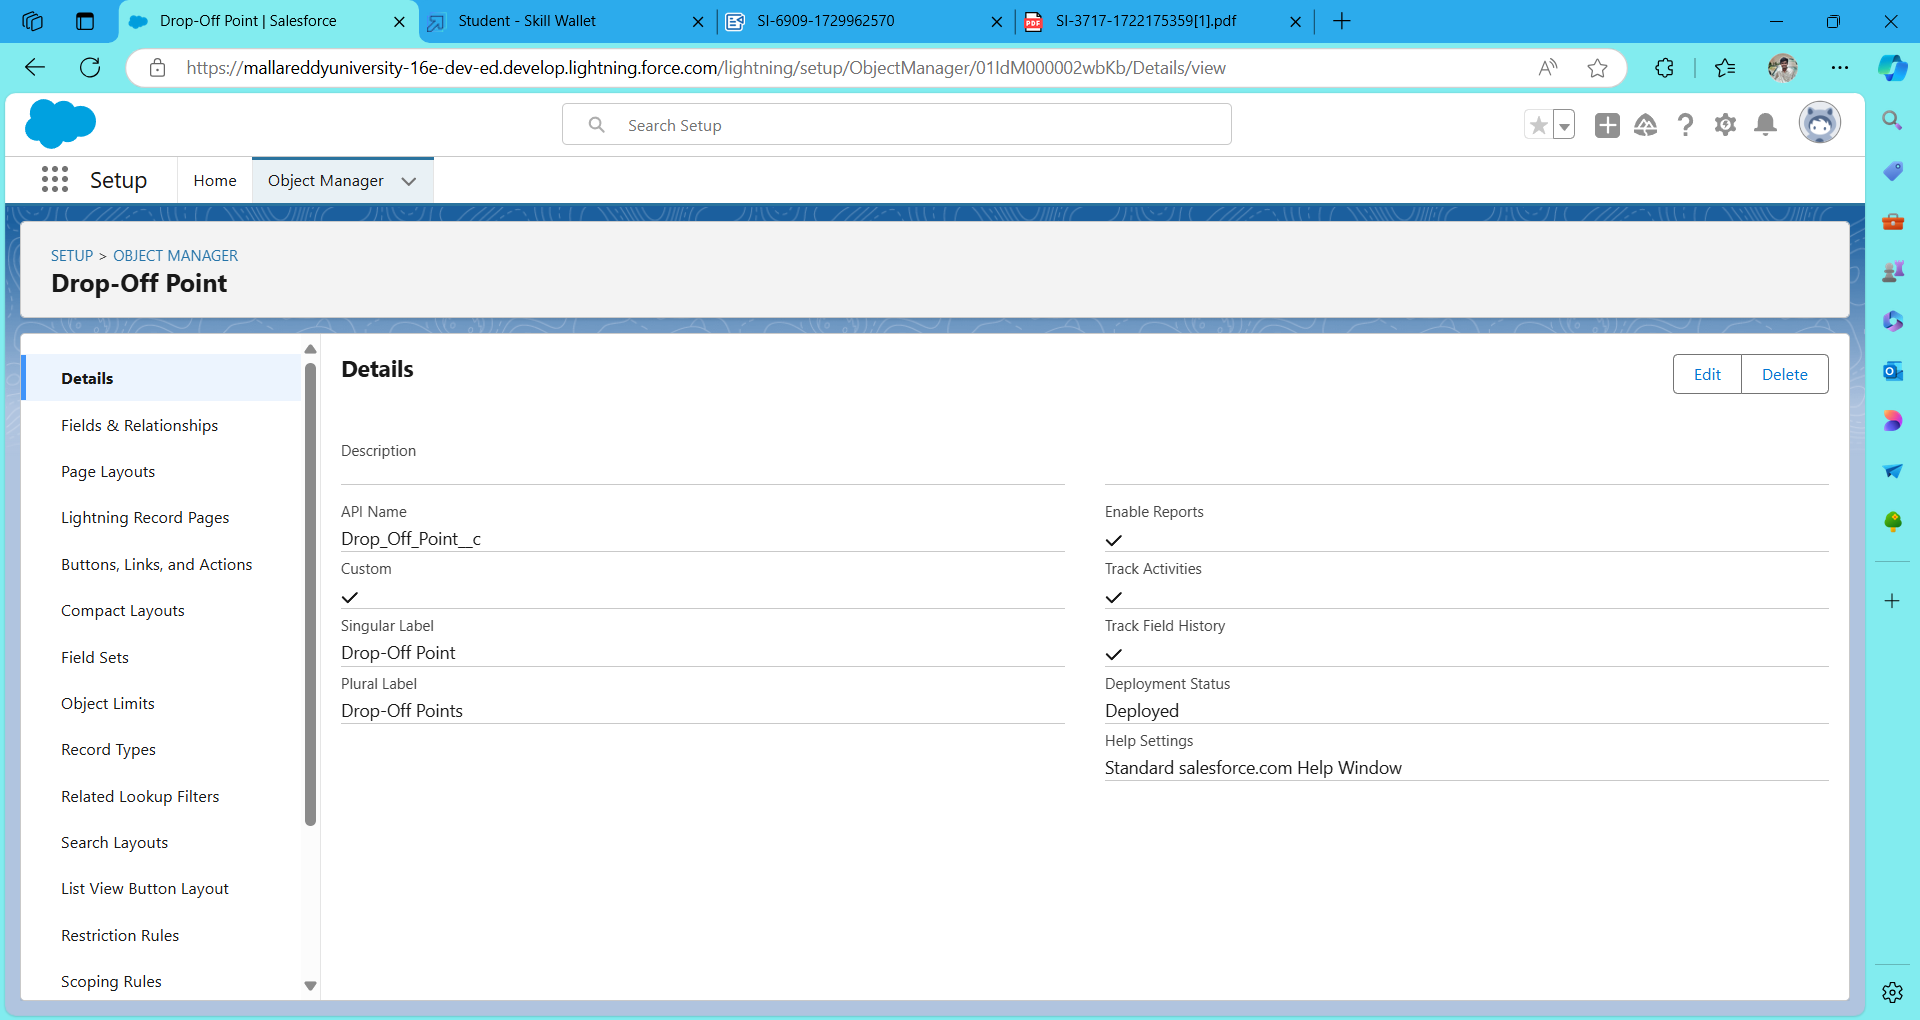 Drop-Off Point | Salesforce
Student - Skill Wallet
SI-6909-1729962570
SI-3717-1722175359[1].pdf
https://mallareddyuniversity-16e-dev-ed.develop.lightning.force.com/lightning/setup/ObjectManager/01IdM000002wbKb/Details/view
Search Setup
Setup
Home
Object Manager
SETUP > OBJECT MANAGER
Drop-Off Point
Details
Fields & Relationships
Page Layouts
Lightning Record Pages
Buttons, Links, and Actions
Compact Layouts
Field Sets
Object Limits
Record Types
Related Lookup Filters
Search Layouts
List View Button Layout
Restriction Rules
Scoping Rules
Details
Edit
Delete
Description
API Name
Drop_Off_Point__c
Custom
Singular Label
Drop-Off Point
Plural Label
Drop-Off Points
Enable Reports
Track Activities
Track Field History
Deployment Status
Deployed
Help Settings
Standard salesforce.com Help Window